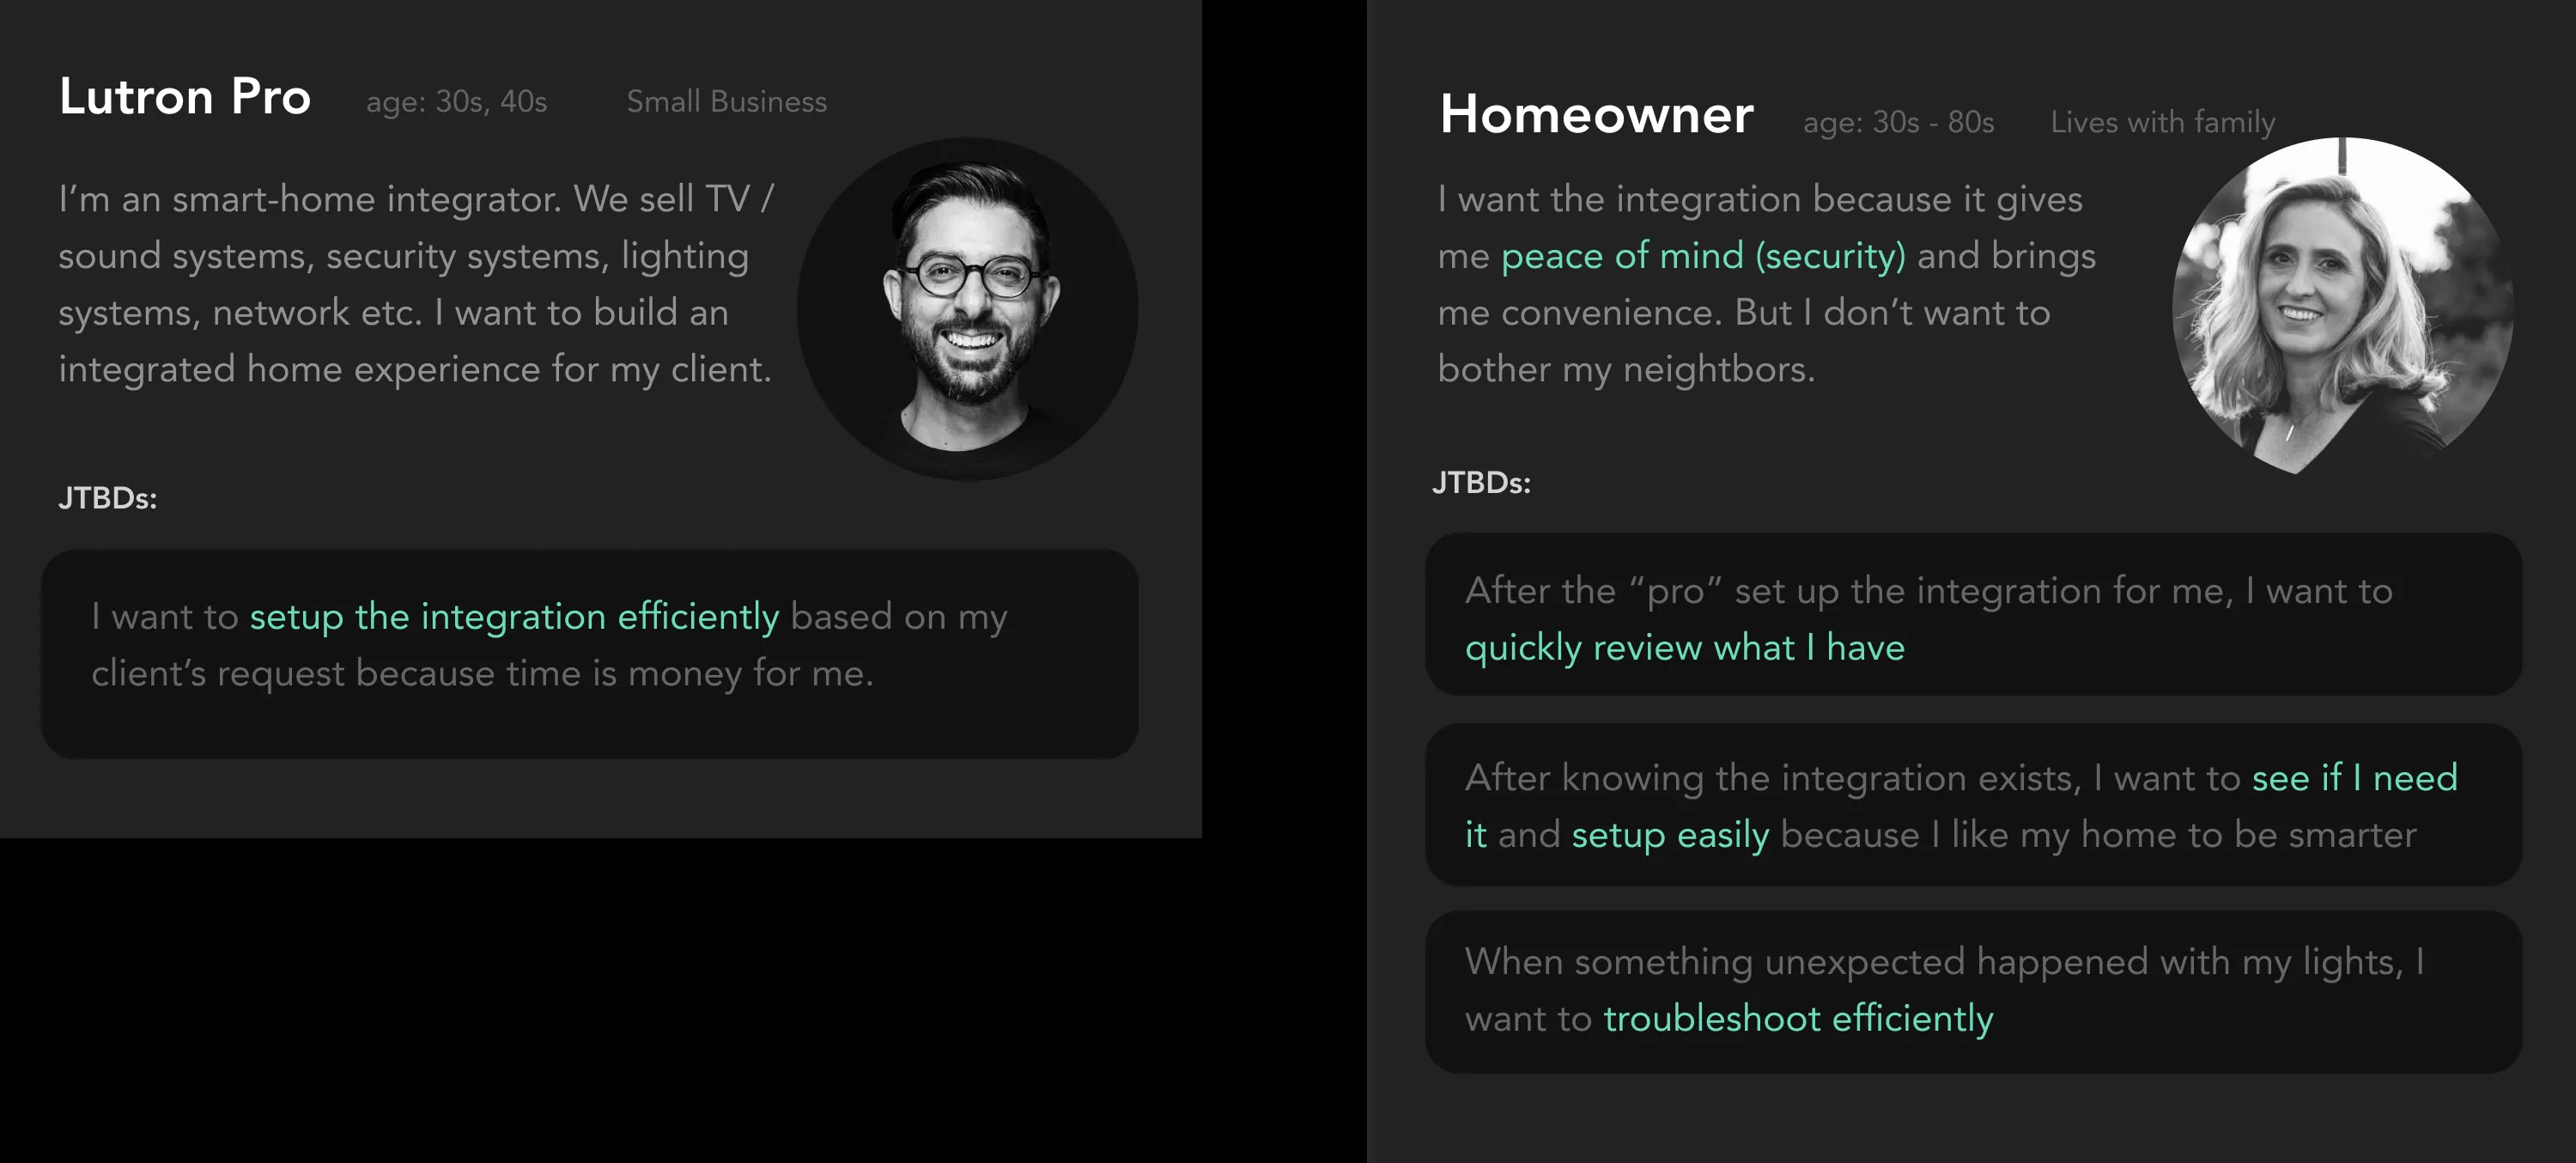 Lutron Pro age: 30s, 40s Small Business
I’m an smart-home integrator. We sell TV /
sound systems, security systems, lighting
systems, network etc. I want to build an
integrated home experience for my client.
JTBDs:
I want to setup the integration efficiently based on my
client’s request because time is money for me.
Homeowner age: 30s - 80s Lives with family
I want the integration because it gives
me peace of mind (security) and brings
me convenience. But I don’t want to
bother my neightbors.
JTBDs:
After the “pro” set up the integration for me, I want to
quickly review what I have
After knowing the integration exists, I want to see if I need
it and setup easily because I like my home to be smarter
When something unexpected happened with my lights, I
want to troubleshoot efficiently